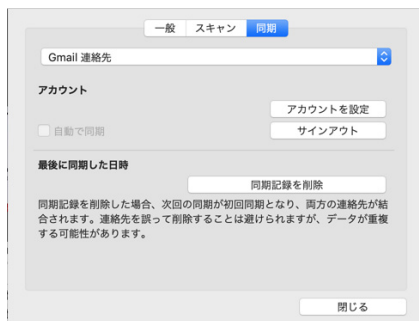 一般 スキャン 同期
Gmail 連絡先
アカウント
アカウントを設定
自動で同期 サインアウト
最後に同期した日時
同期記録を削除
同期記録を削除した場合、次回の同期が初回同期となり、両方の連絡先が結
合されます。連絡先を誤って削除することは避けられますが、データが重複
する可能性があります。
閉じる